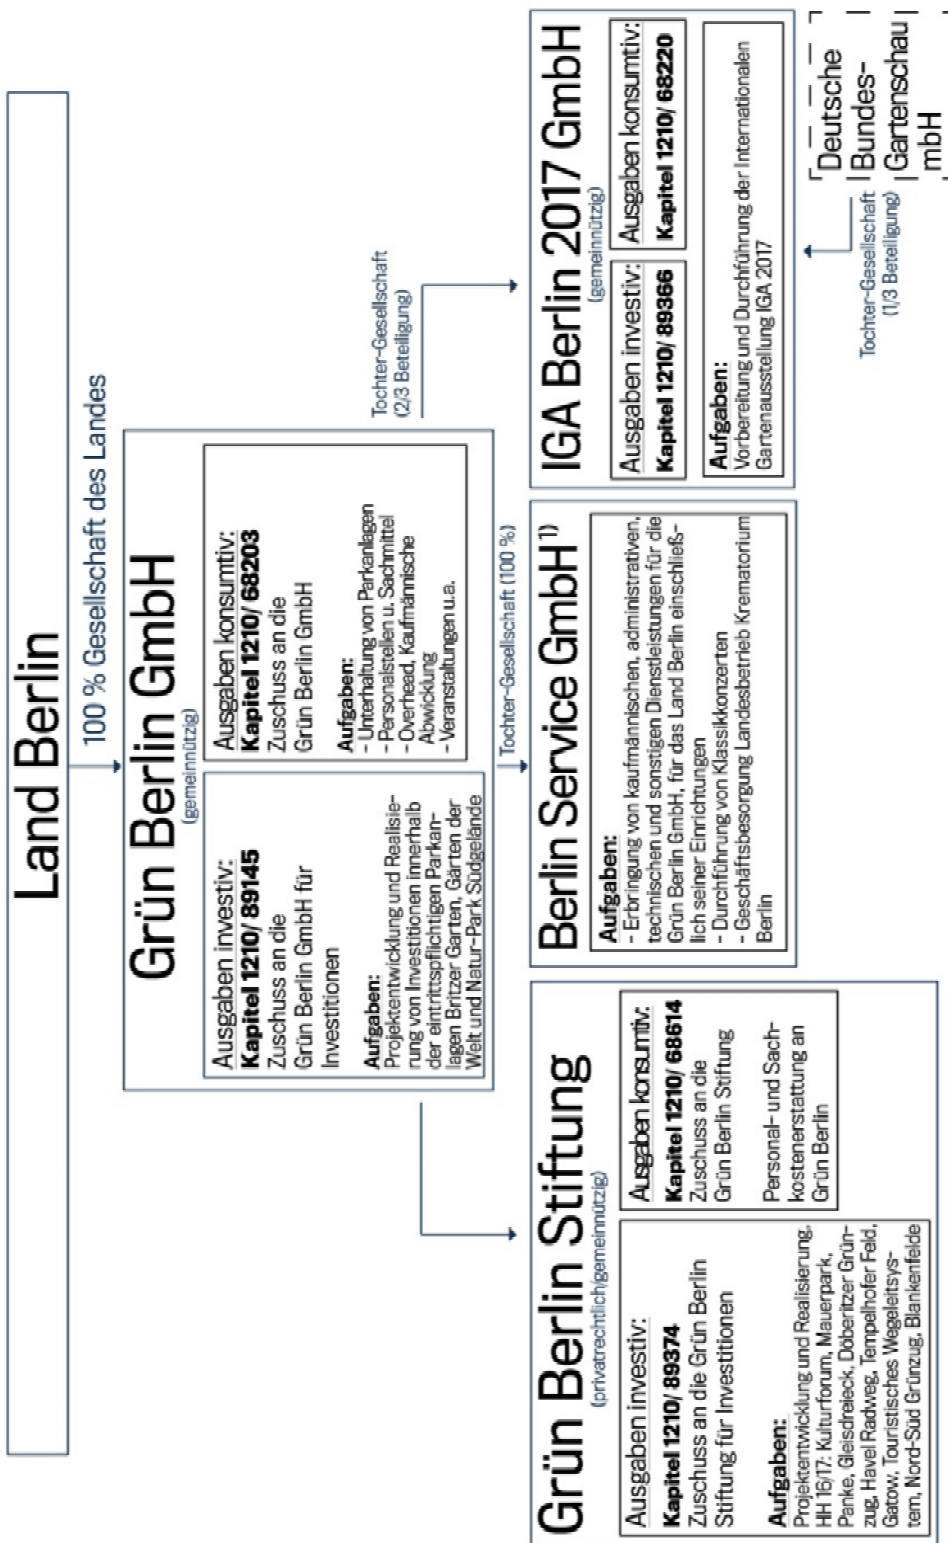 Land Berlin
100 % Gesellschaft des Landes
Grün Berlin GmbH
(gemeinnützig)
Ausgaben investiv:
Kapitel 1210/ 89145
Zuschuss an die
Grün Berlin GmbH für
Investitionen
Aufgaben:
Projektentwicklung und Realisie-
rung von Investitionen innerhalb
der eintrittspflichtigen Parkan-
lagen Britzer Garten, Gärten der
Welt und Natur-Park Südgelände
Ausgaben konsumtiv:
Kapitel 1210/ 68203
Zuschuss an die
Grün Berlin GmbH
Aufgaben:
- Unterhaltung von Parkanlagen
- Personalstellen u. Sachmittel
- Overhead, Kaufmännische
Abwicklung
- Veranstaltungen u.a.
Tochter-Gesellschaft
(2/3 Beteiligung)
Tochter-Gesellschaft (100 %)
Grün Berlin Stiftung
(privatrechtlich/gemeinnützig)
Ausgaben investiv:
Kapitel 1210/ 89374
Zuschuss an die Grün Berlin
Stiftung für Investitionen
Aufgaben:
Projektentwicklung und Realisierung,
HH 16/17: Kulturforum, Mauerpark,
Panke, Gleisdreieck, Döberitzer Grün-
zug, Havel Radweg, Tempelhofer Feld,
Gatow, Touristisches Wegeleitsys-
tem, Nord-Süd Grünzug, Blankenfelde
Ausgaben konsumtiv:
Kapitel 1210/ 68614
Zuschuss an die
Grün Berlin Stiftung
Personal- und Sach-
kostenerstattung an
Grün Berlin
Berlin Service GmbH¹⁾
Aufgaben:
- Erbringung von kaufmännischen, administrativen,
technischen und sonstigen Dienstleistungen für die
Grün Berlin GmbH, für das Land Berlin einschließ-
lich seiner Einrichtungen
- Durchführung von Klassikkonzerten
- Geschäftsbesorgung Landesbetrieb Krematorium
Berlin
IGA Berlin 2017 GmbH
(gemeinnützig)
Ausgaben investiv:
Kapitel 1210/ 89366
Ausgaben konsumtiv:
Kapitel 1210/ 68220
Aufgaben:
Vorbereitung und Durchführung der Internationalen
Gartenausstellung IGA 2017
Tochter-Gesellschaft
(1/3 Beteiligung)
Deutsche
Bundes-
Gartenschau
mbH